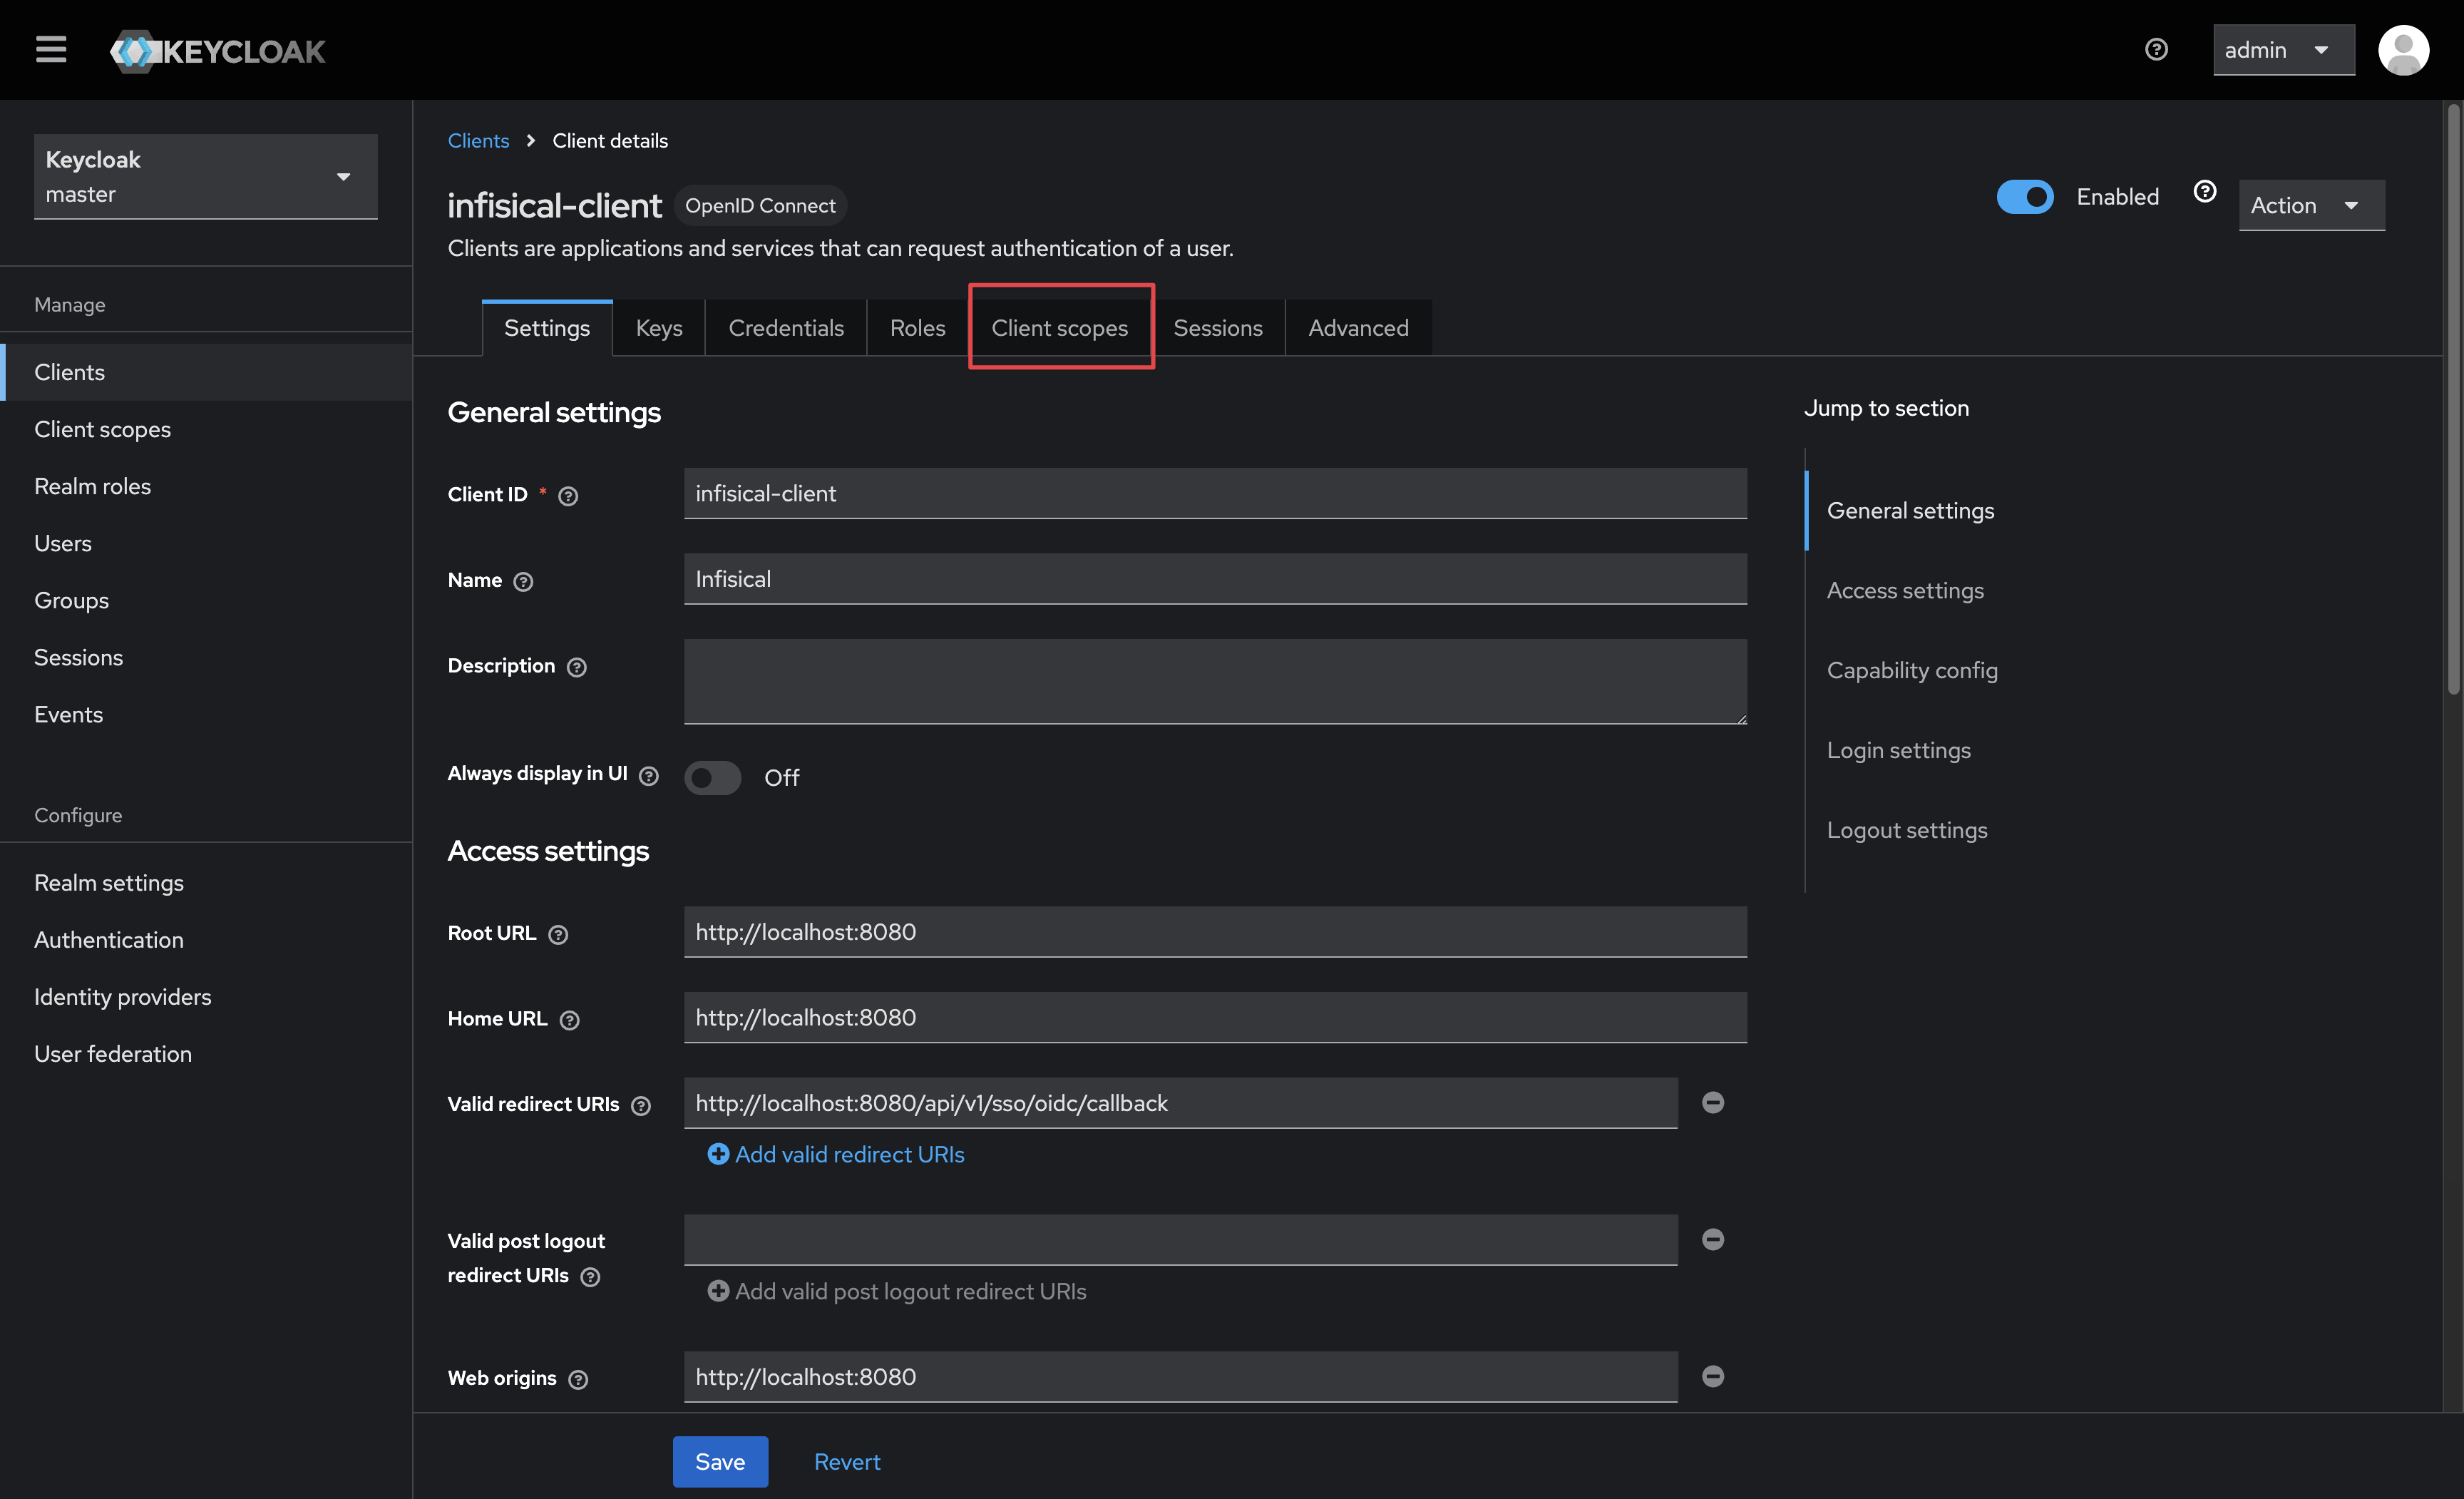 KEYCLOAK
admin
Keycloak
master
Manage
Clients
Client scopes
Realm roles
Users
Groups
Sessions
Events
Configure
Realm settings
Authentication
Identity providers
User federation
Clients > Client details
infisical-client OpenID Connect
Clients are applications and services that can request authentication of a user.
Enabled
Action
Settings Keys Credentials Roles Client scopes Sessions Advanced
General settings
Client ID * infisical-client
Name Infisical
Description
Always display in UI Off
Access settings
Root URL http://localhost:8080
Home URL http://localhost:8080
Valid redirect URIs http://localhost:8080/api/v1/sso/oidc/callback
Add valid redirect URIs
Valid post logout
redirect URIs
Add valid post logout redirect URIs
Web origins http://localhost:8080
Save Revert
Jump to section
General settings
Access settings
Capability config
Login settings
Logout settings